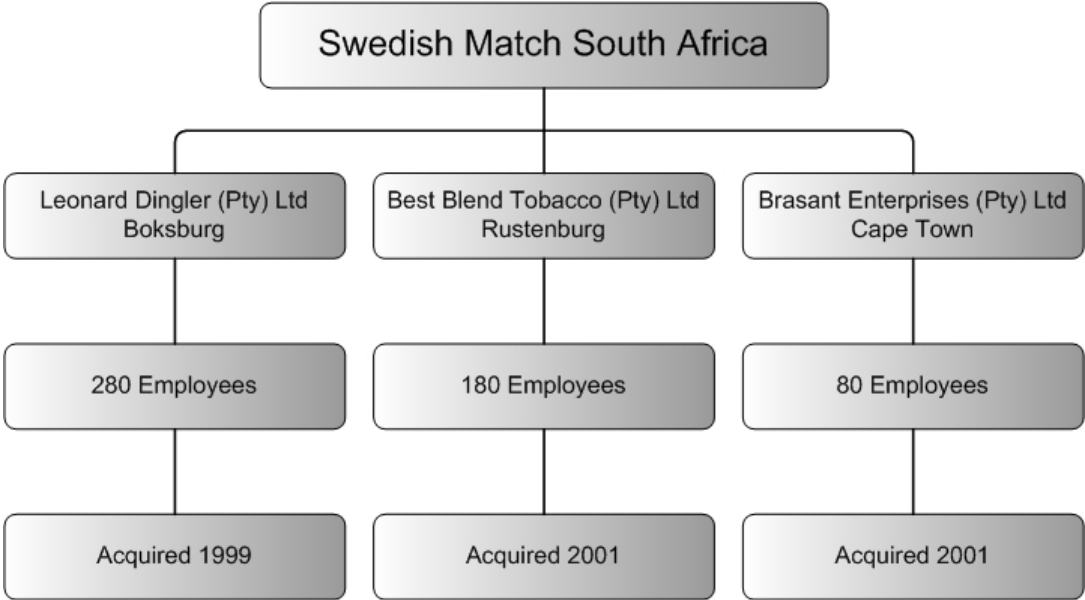 Swedish Match South Africa
Leonard Dingler (Pty) Ltd
Boksburg
Best Blend Tobacco (Pty) Ltd
Rustenburg
Brasant Enterprises (Pty) Ltd
Cape Town
280 Employees
180 Employees
80 Employees
Acquired 1999
Acquired 2001
Acquired 2001